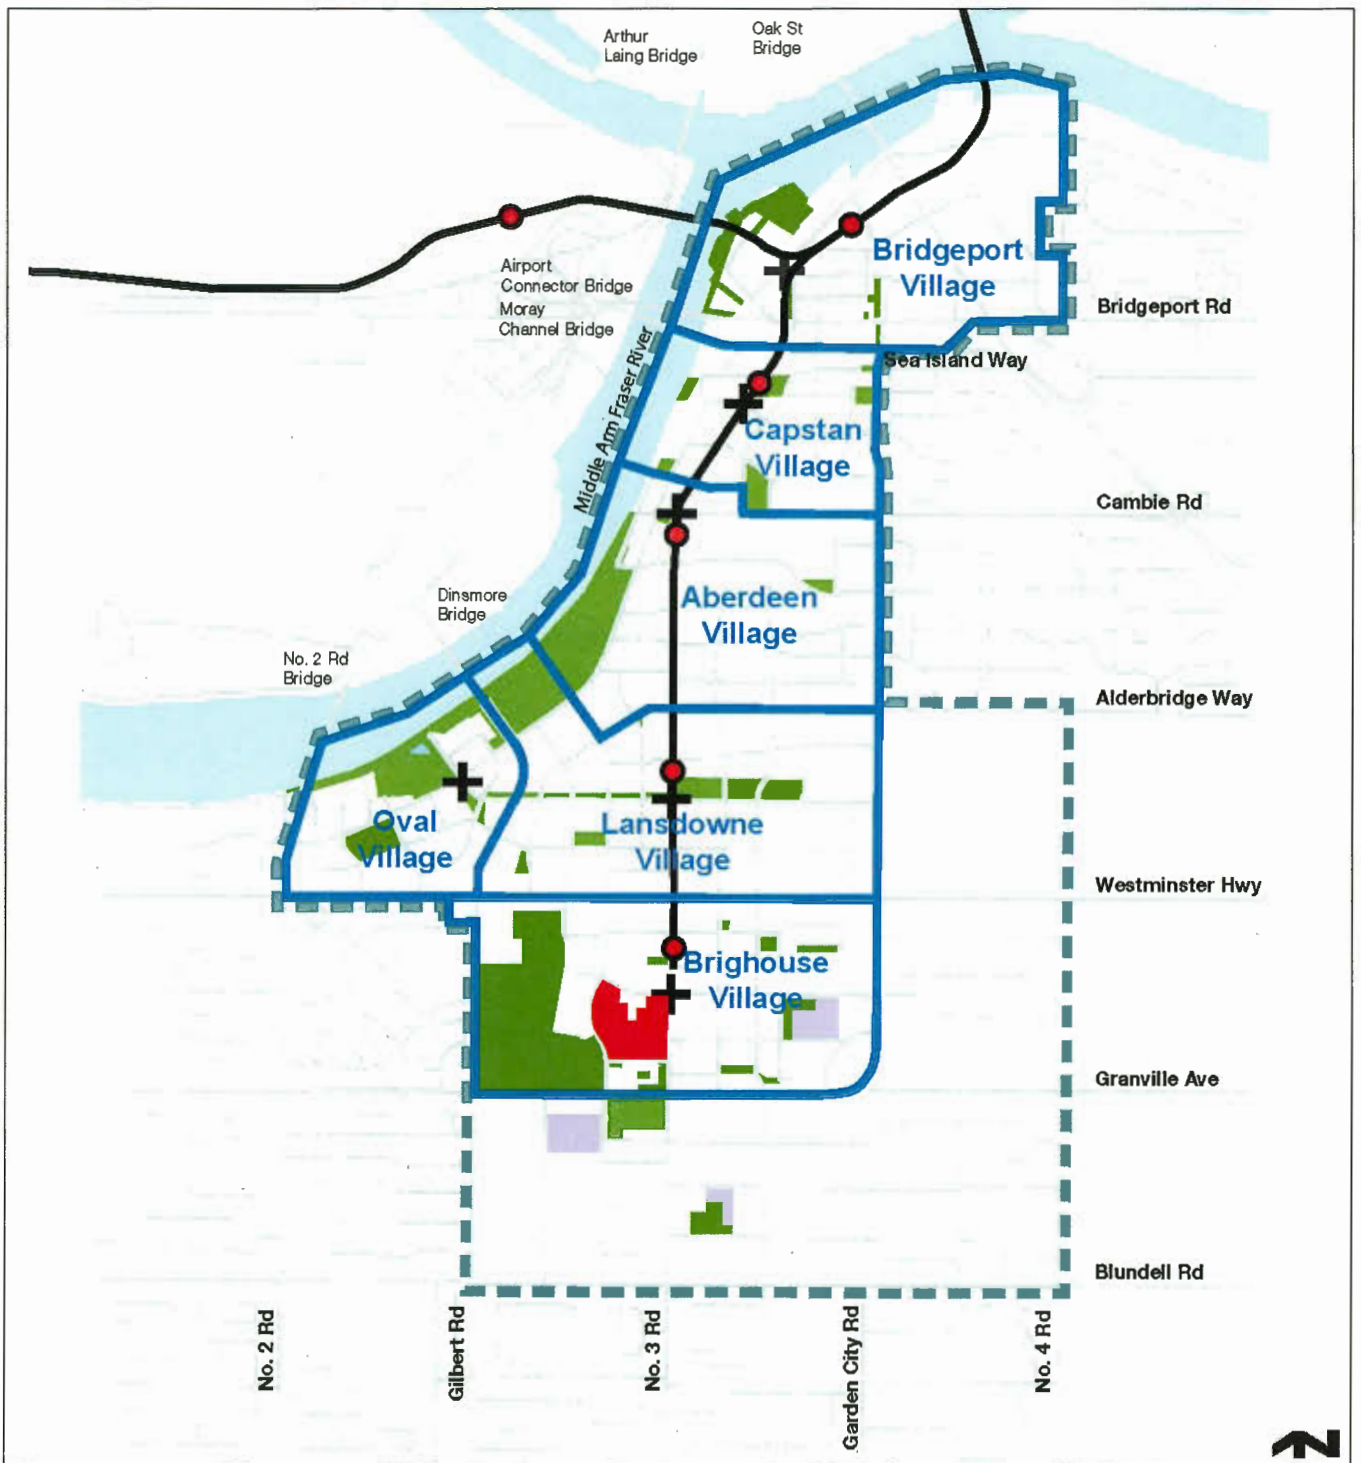 Arthur
Laing Bridge
Oak St
Bridge
Airport
Connector Bridge
Moray
Channel Bridge
Bridgeport
Village
Bridgeport Rd
Sea Island Way
Middle Arm Fraser River
Capstan
Village
Cambie Rd
Dinsmore
Bridge
Aberdeen
Village
No. 2 Rd
Bridge
Alderbridge Way
Oval
Village
Lansdowne
Village
Westminster Hwy
Brighouse
Village
Granville Ave
Blundell Rd
No. 2 Rd
Gilbert Rd
No. 3 Rd
Garden City Rd
No. 4 Rd
N